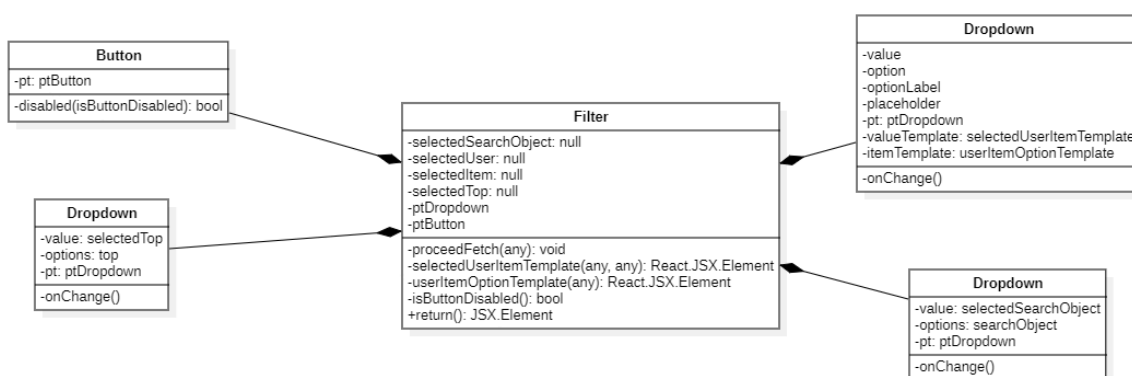 Button
-pt: ptButton
-disabled(isButtonDisabled): bool
Dropdown
-value: selectedTop
-options: top
-pt: ptDropdown
-onChange()
Filter
-selectedSearchObject: null
-selectedUser: null
-selectedItem: null
-selectedTop: null
-ptDropdown
-ptButton
-proceedFetch(any): void
-selectedUserItemTemplate(any, any): React.JSX.Element
-userItemOptionTemplate(any): React.JSX.Element
-isButtonDisabled(): bool
+return(): JSX.Element
Dropdown
-value
-option
-optionLabel
-placeholder
-pt: ptDropdown
-valueTemplate: selectedUserItemTemplate
-itemTemplate: userItemOptionTemplate
-onChange()
Dropdown
-value: selectedSearchObject
-options: searchObject
-pt: ptDropdown
-onChange()